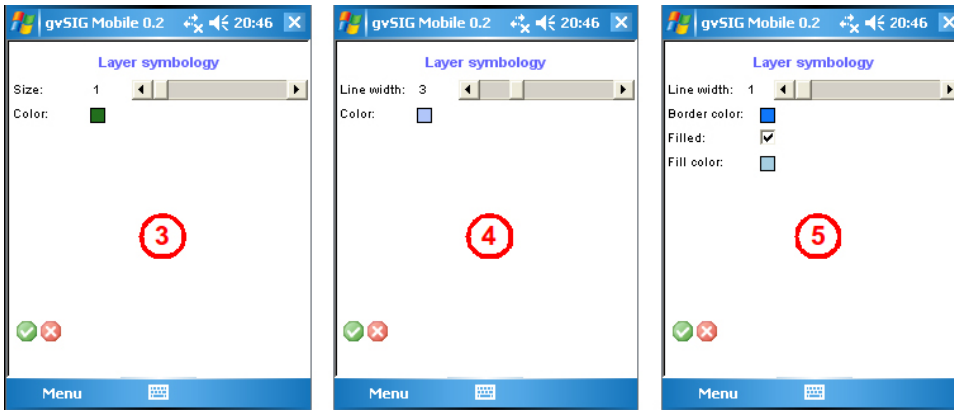 gvSIG Mobile 0.2 20:46
Layer symbology
Size: 1
Color:
3
Menu
gvSIG Mobile 0.2 20:46
Layer symbology
Line width: 3
Color:
4
Menu
gvSIG Mobile 0.2 20:46
Layer symbology
Line width: 1
Border color:
Filled:
Fill color:
5
Menu